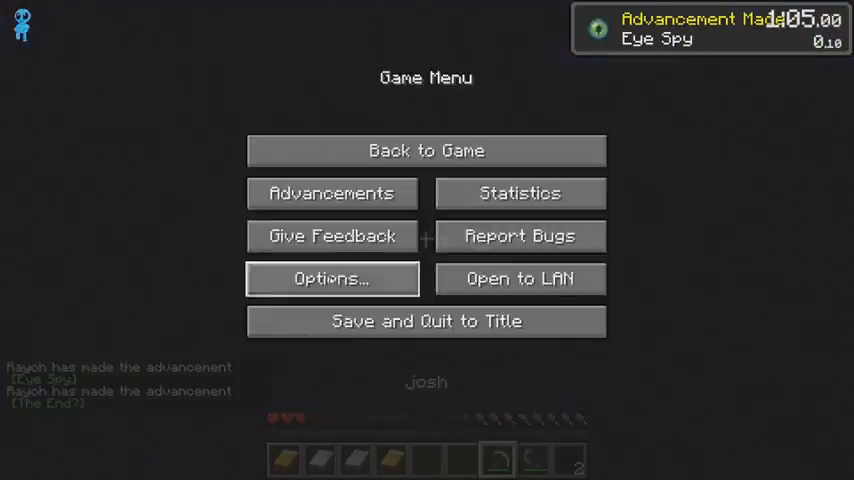 Advancement Made!
1:05.00
Eye Spy
0.10
Game Menu
Back to Game
Advancements
Statistics
Give Feedback
Report Bugs
Options...
Open to LAN
Save and Quit to Title
Rayoh has made the advancement
[Eye Spy]
Rayoh has made the advancement
[The End?]
josh
2